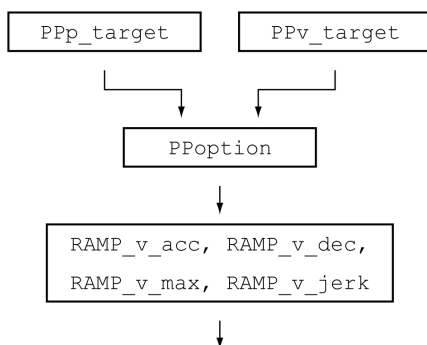 PPp_target
PPv_target
PPoption
RAMP_v_acc, RAMP_v_dec,
RAMP_v_max, RAMP_v_jerk